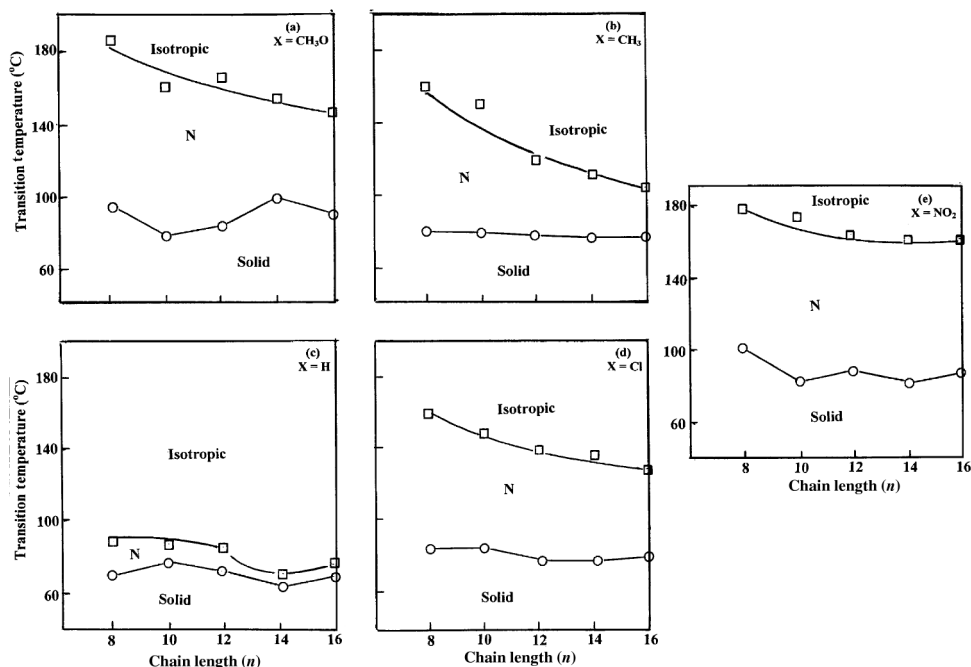 (a)
X = CH₃O
180
Isotropic
140
N
100
60
Solid
Transition temperature (°C)
(b)
X = CH₃
Isotropic
N
Solid
(c)
X = H
180
140
Isotropic
100
N
60
Solid
8 10 12 14 16
Chain length (n)
Transition temperature (°C)
(d)
X = Cl
Isotropic
N
Solid
8 10 12 14 16
Chain length (n)
(e)
X = NO₂
180
Isotropic
140
N
100
60
Solid
8 10 12 14 16
Chain length (n)